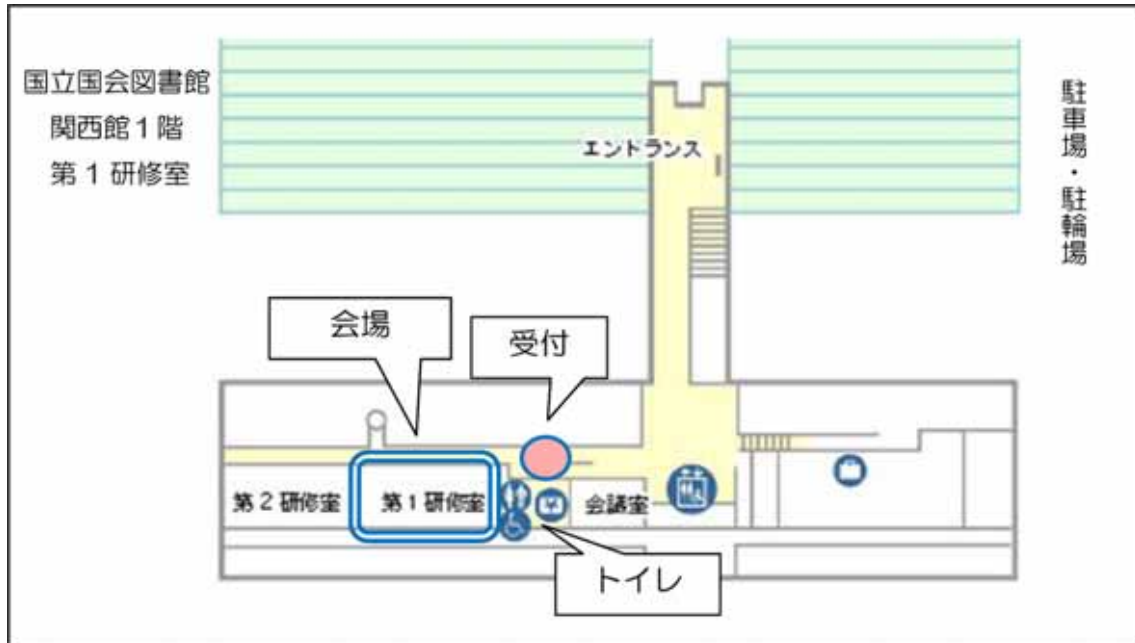 国立国会図書館
関西館１階
第１研修室
エントランス
駐車場・駐輪場
会場
受付
第２研修室
第１研修室
会議室
トイレ